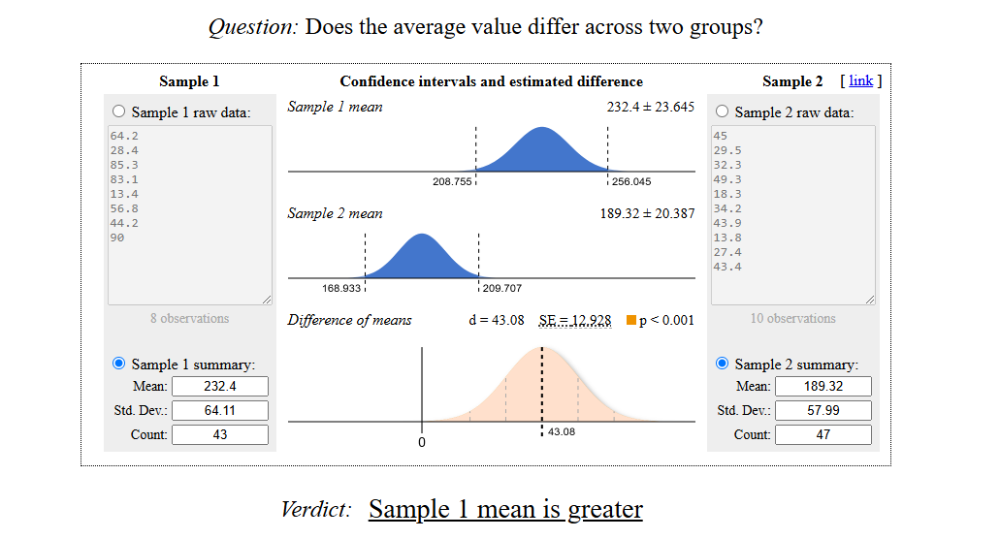 Question: Does the average value differ across two groups?
Sample 1
Confidence intervals and estimated difference
Sample 2 [ link ]
Sample 1 raw data:
64.2
28.4
85.3
83.1
13.4
56.8
44.2
90
8 observations
Sample 1 summary:
Mean: 232.4
Std. Dev.: 64.11
Count: 43
Sample 1 mean 232.4 ± 23.645
208.755 256.045
Sample 2 mean 189.32 ± 20.387
168.933 209.707
Difference of means d = 43.08 SE = 12.928 p < 0.001
43.08
0
Sample 2 raw data:
45
29.5
32.3
49.3
18.3
34.2
43.9
13.8
27.4
43.4
10 observations
Sample 2 summary:
Mean: 189.32
Std. Dev.: 57.99
Count: 47
Verdict: Sample 1 mean is greater